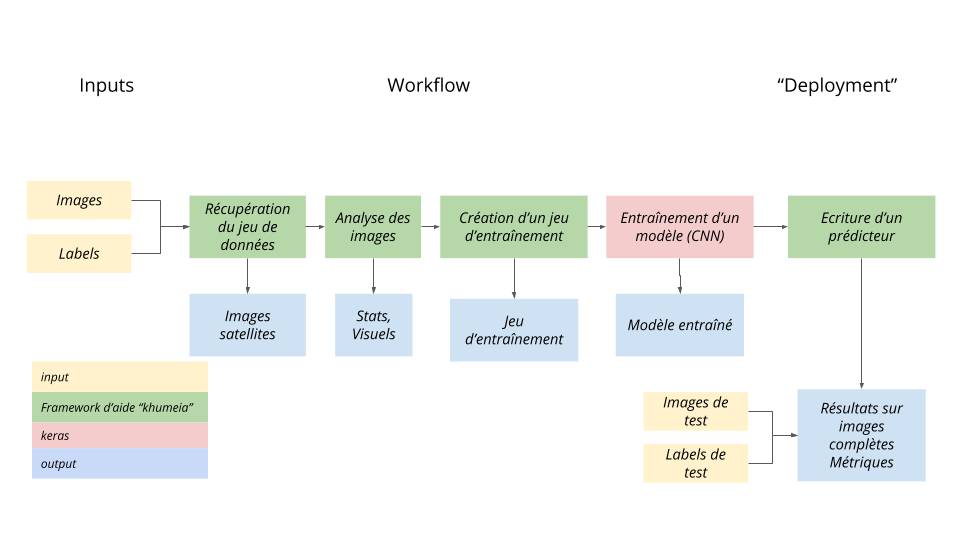 Inputs
Workflow
“Deployment”
Images
Labels
Récupération
du jeu de
données
Analyse des
images
Création d’un jeu
d’entraînement
Entraînement d’un
modèle (CNN)
Ecriture d’un
prédicteur
Images
satellites
Stats,
Visuels
Jeu
d’entraînement
Modèle entraîné
input
Framework d’aide “khumeia”
keras
output
Images de
test
Labels de
test
Résultats sur
images
complètes
Métriques